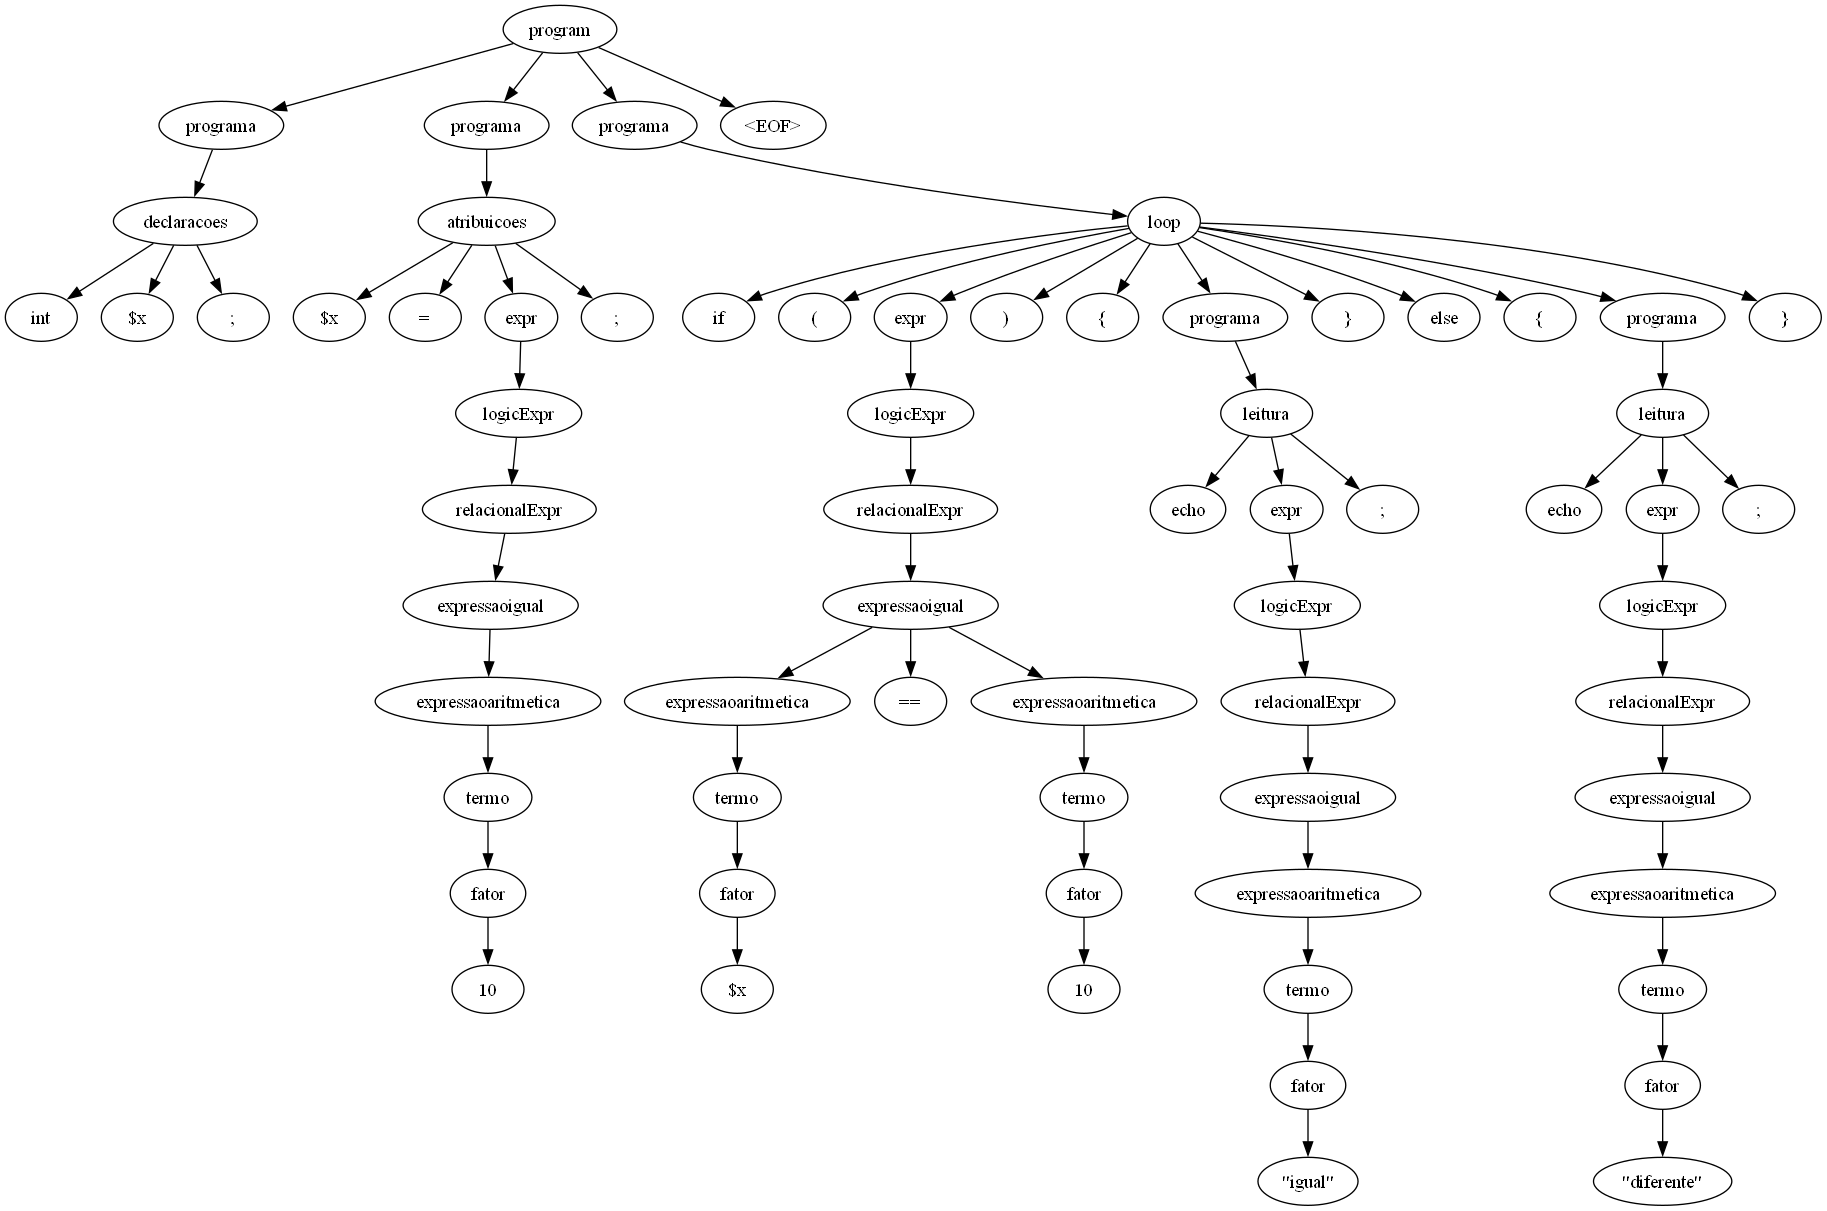 program
programa programa programa <EOF>
declaracoes atribuicoes loop
int $x ; $x = expr ; if ( expr ) { programa } else { programa }
logicExpr logicExpr leitura leitura
relacionalExpr relacionalExpr echo expr ; echo expr ;
expressaoigual expressaoigual logicExpr logicExpr
expressaoaritmetica expressaoaritmetica == expressaoaritmetica relacionalExpr relacionalExpr
termo termo termo expressaoigual expressaoigual
fator fator fator expressaoaritmetica expressaoaritmetica
10 $x 10 termo termo
fator fator
"igual" "diferente"